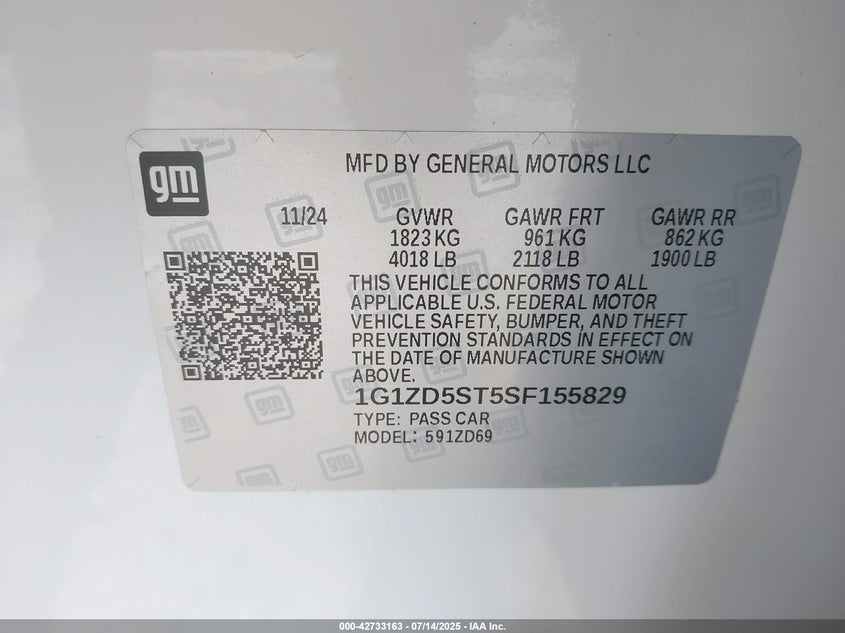 gm
MFD BY GENERAL MOTORS LLC
11/24 GVWR GAWR FRT GAWR RR
1823 KG 961 KG 862 KG
4018 LB 2118 LB 1900 LB
THIS VEHICLE CONFORMS TO ALL
APPLICABLE U.S. FEDERAL MOTOR
VEHICLE SAFETY, BUMPER, AND THEFT
PREVENTION STANDARDS IN EFFECT ON
THE DATE OF MANUFACTURE SHOWN
ABOVE.
1G1ZD5ST5SF155829
TYPE: PASS CAR
MODEL: 591ZD69
000-42733163 - 07/14/2025 - IAA Inc.